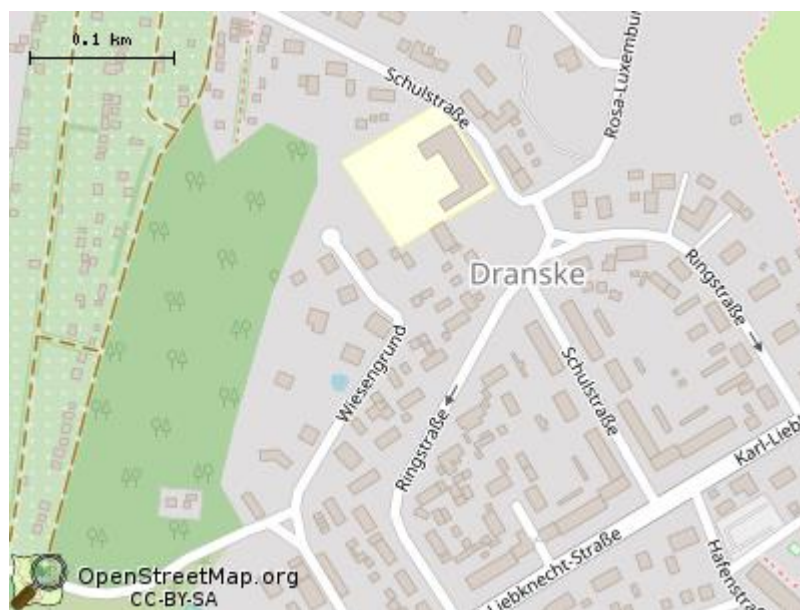 0.1 km
Schulstraße
Rosa-Luxembur
Dranske
Ringstraße
Schulstraße
Wiesengrund
Ringstraße
Karl-Lieb
Liebknecht-Straße
Hafenstra
OpenStreetMap.org
CC-BY-SA